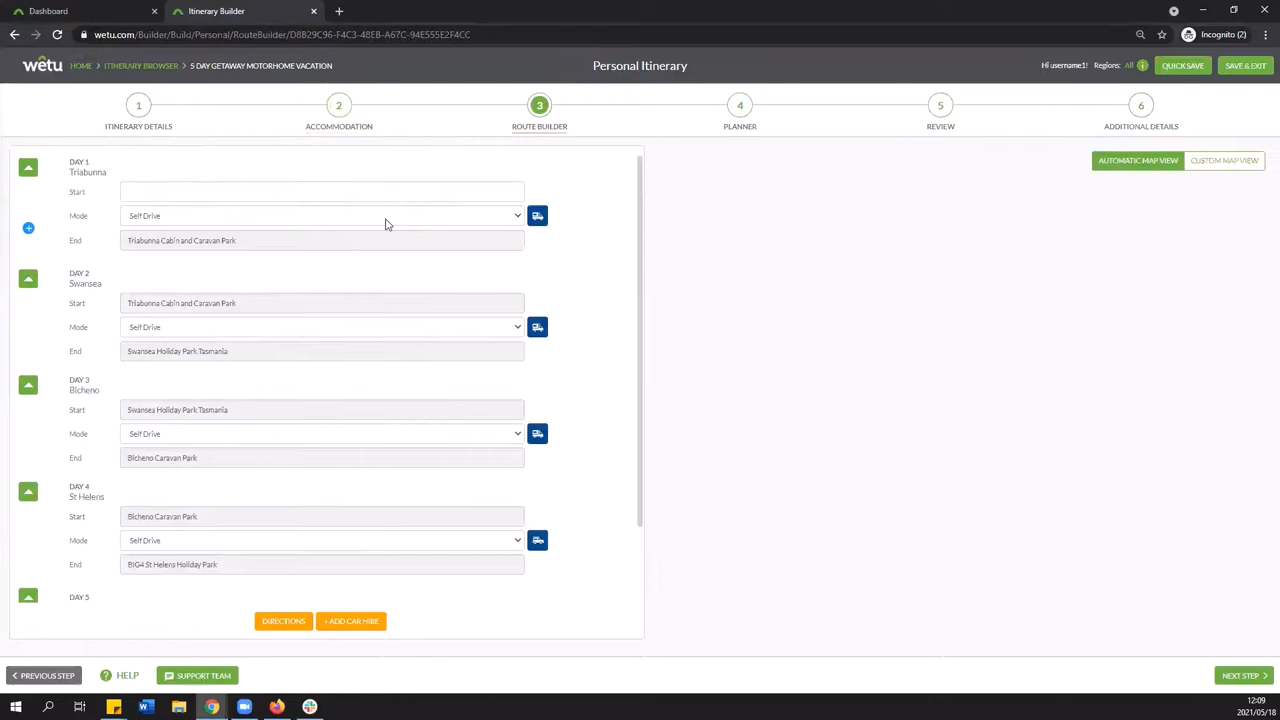 Dashboard
Itinerary Builder
wetu.com/Builder/Build/Personal/RouteBuilder/D8B29C96-F4C3-48EB-A67C-94E555E2F4CC
Incognito (2)
wetu HOME > ITINERARY BROWSER > 5 DAY GETAWAY MOTORHOME VACATION
Personal Itinerary
Hi username1! Regions: All
QUICK SAVE
SAVE & EXIT
1 2 3 4 5 6
ITINERARY DETAILS ACCOMMODATION ROUTE BUILDER PLANNER REVIEW ADDITIONAL DETAILS
AUTOMATIC MAP VIEW CUSTOM MAP VIEW
DAY 1
Triabunna
Start
Mode Self Drive
End Triabunna Cabin and Caravan Park
DAY 2
Swansea
Start Triabunna Cabin and Caravan Park
Mode Self Drive
End Swansea Holiday Park Tasmania
DAY 3
Bicheno
Start Swansea Holiday Park Tasmania
Mode Self Drive
End Bicheno Caravan Park
DAY 4
St Helens
Start Bicheno Caravan Park
Mode Self Drive
End BIG4 St Helens Holiday Park
DAY 5
DIRECTIONS + ADD CAR HIRE
PREVIOUS STEP HELP SUPPORT TEAM NEXT STEP
12:09
2021/05/18